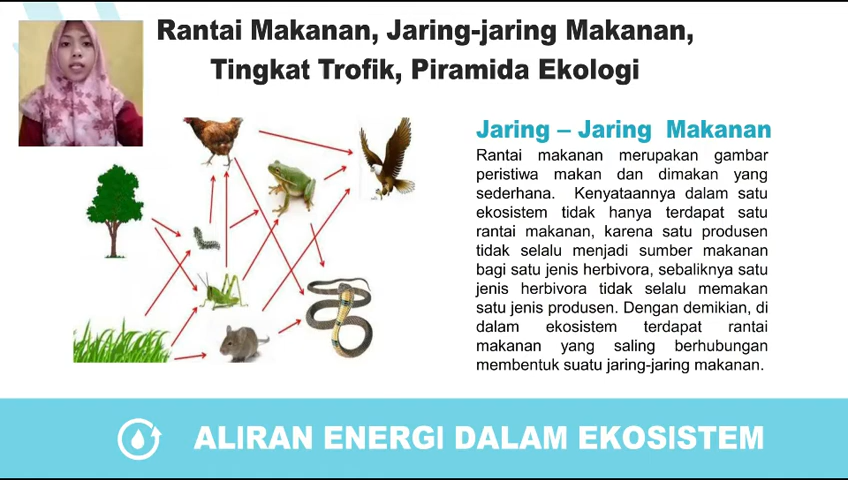 Rantai Makanan, Jaring-jaring Makanan,
Tingkat Trofik, Piramida Ekologi
Jaring – Jaring Makanan
Rantai makanan merupakan gambar
peristiwa makan dan dimakan yang
sederhana. Kenyataannya dalam satu
ekosistem tidak hanya terdapat satu
rantai makanan, karena satu produsen
tidak selalu menjadi sumber makanan
bagi satu jenis herbivora, sebaliknya satu
jenis herbivora tidak selalu memakan
satu jenis produsen. Dengan demikian, di
dalam ekosistem terdapat rantai
makanan yang saling berhubungan
membentuk suatu jaring-jaring makanan.
ALIRAN ENERGI DALAM EKOSISTEM